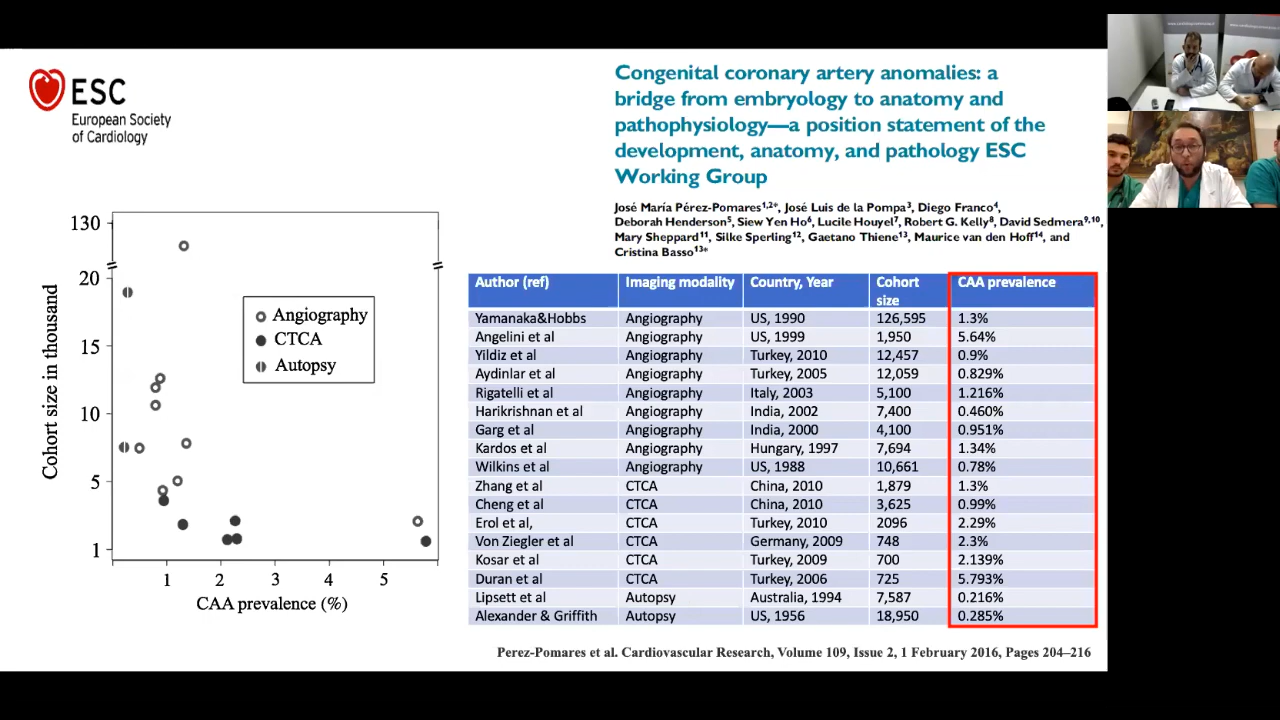 ESC
European Society
of Cardiology
Congenital coronary artery anomalies: a
bridge from embryology to anatomy and
pathophysiology—a position statement of the
development, anatomy, and pathology ESC
Working Group
José María Pérez-Pomares1,2*, José Luis de la Pompa3, Diego Franco4,
Deborah Henderson5, Siew Yen Ho6, Lucile Houyel7, Robert G. Kelly8, David Sedmera9,10,
Mary Sheppard11, Silke Sperling12, Gaetano Thiene13, Maurice van den Hoff14, and
Cristina Basso13*
130
20
15
10
5
1
Cohort size in thousand
Angiography
CTCA
Autopsy
1 2 3 4 5
CAA prevalence (%)
Author (ref) Imaging modality Country, Year Cohort size CAA prevalence
Yamanaka&Hobbs Angiography US, 1990 126,595 1.3%
Angelini et al Angiography US, 1999 1,950 5.64%
Yildiz et al Angiography Turkey, 2010 12,457 0.9%
Aydinlar et al Angiography Turkey, 2005 12,059 0.829%
Rigatelli et al Angiography Italy, 2003 5,100 1.216%
Harikrishnan et al Angiography India, 2002 7,400 0.460%
Garg et al Angiography India, 2000 4,100 0.951%
Kardos et al Angiography Hungary, 1997 7,694 1.34%
Wilkins et al Angiography US, 1988 10,661 0.78%
Zhang et al CTCA China, 2010 1,879 1.3%
Cheng et al CTCA China, 2010 3,625 0.99%
Erol et al, CTCA Turkey, 2010 2096 2.29%
Von Ziegler et al CTCA Germany, 2009 748 2.3%
Kosar et al CTCA Turkey, 2009 700 2.139%
Duran et al CTCA Turkey, 2006 725 5.793%
Lipsett et al Autopsy Australia, 1994 7,587 0.216%
Alexander & Griffith Autopsy US, 1956 18,950 0.285%
Perez-Pomares et al. Cardiovascular Research, Volume 109, Issue 2, 1 February 2016, Pages 204–216